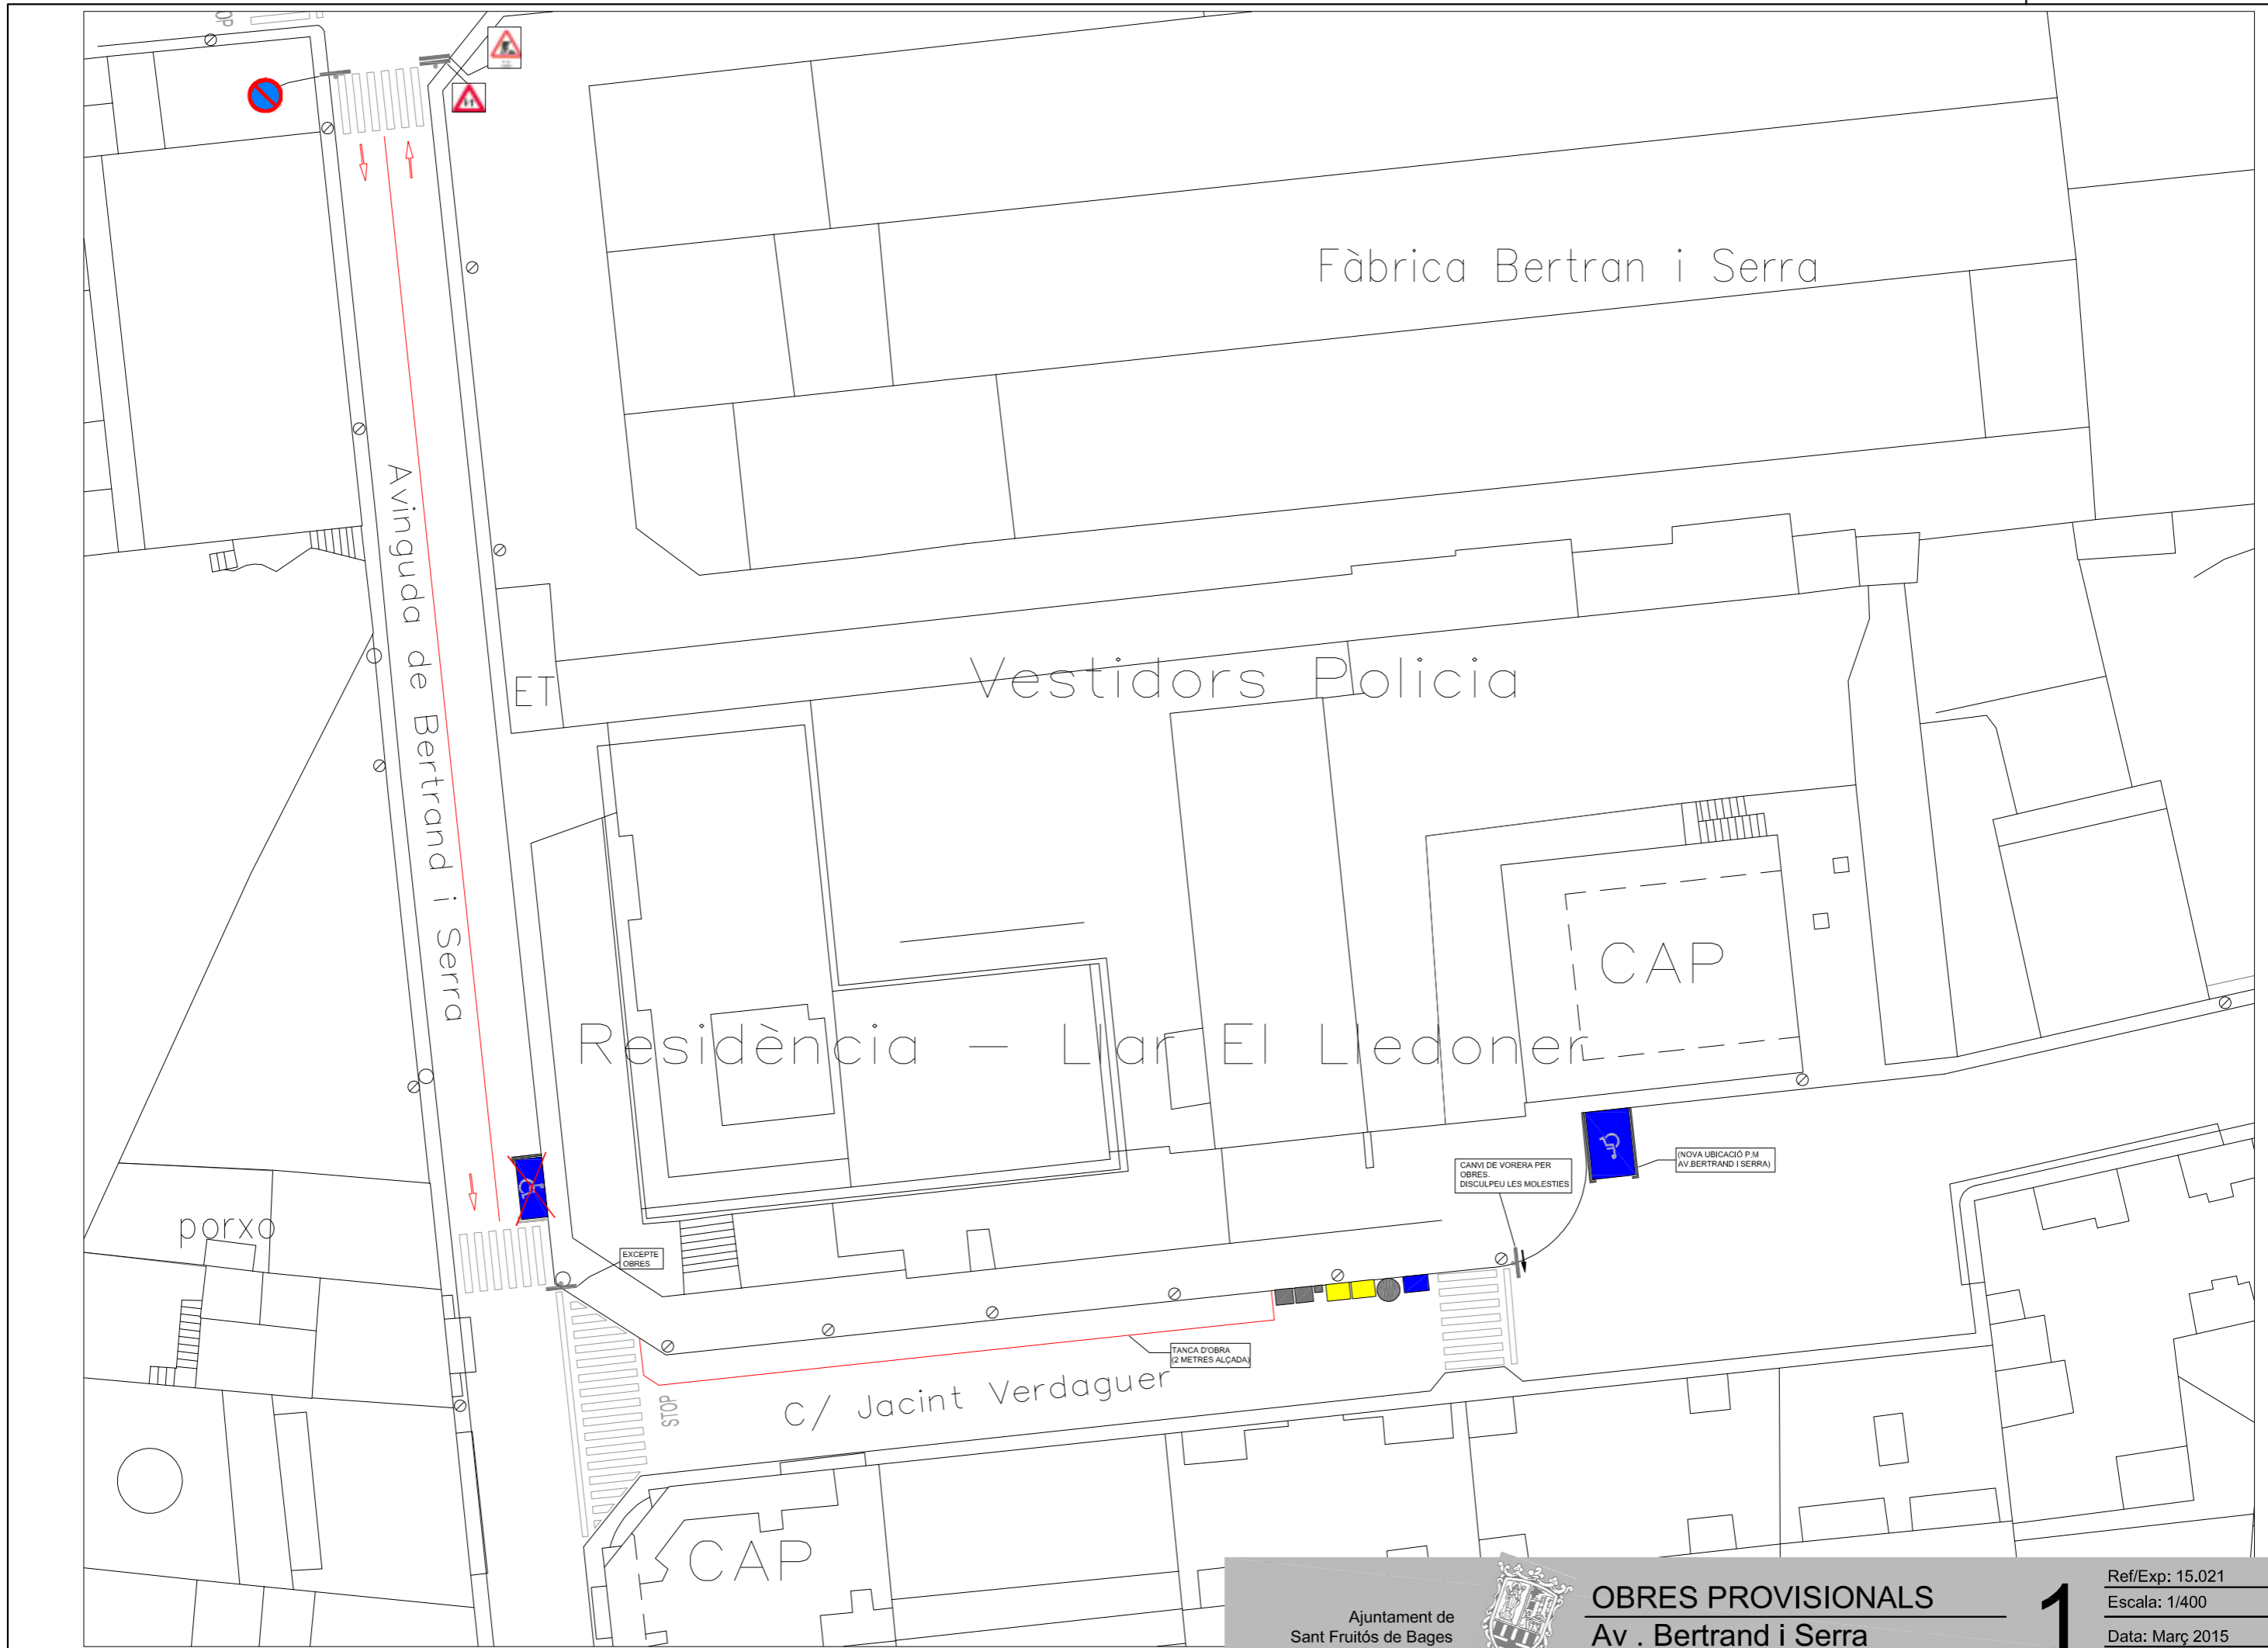 OP
Fàbrica Bertran i Serra
Avinguda de Bertrand i Serra
ET
Vestidors Policia
CAP
Residència - Llar El Lledoner
(NOVA UBICACIÓ P.M
AV.BERTRAND I SERRA)
CANVI DE VORERA PER
OBRES.
DISCULPEU LES MOLESTIES
porxo
EXCEPTE
OBRES
TANCA D'OBRA
(2 METRES ALÇADA)
STOP
C/ Jacint Verdaguer
CAP
Ajuntament de
Sant Fruitós de Bages
OBRES PROVISIONALS
Av . Bertrand i Serra
1
Ref/Exp: 15.021
Escala: 1/400
Data: Març 2015